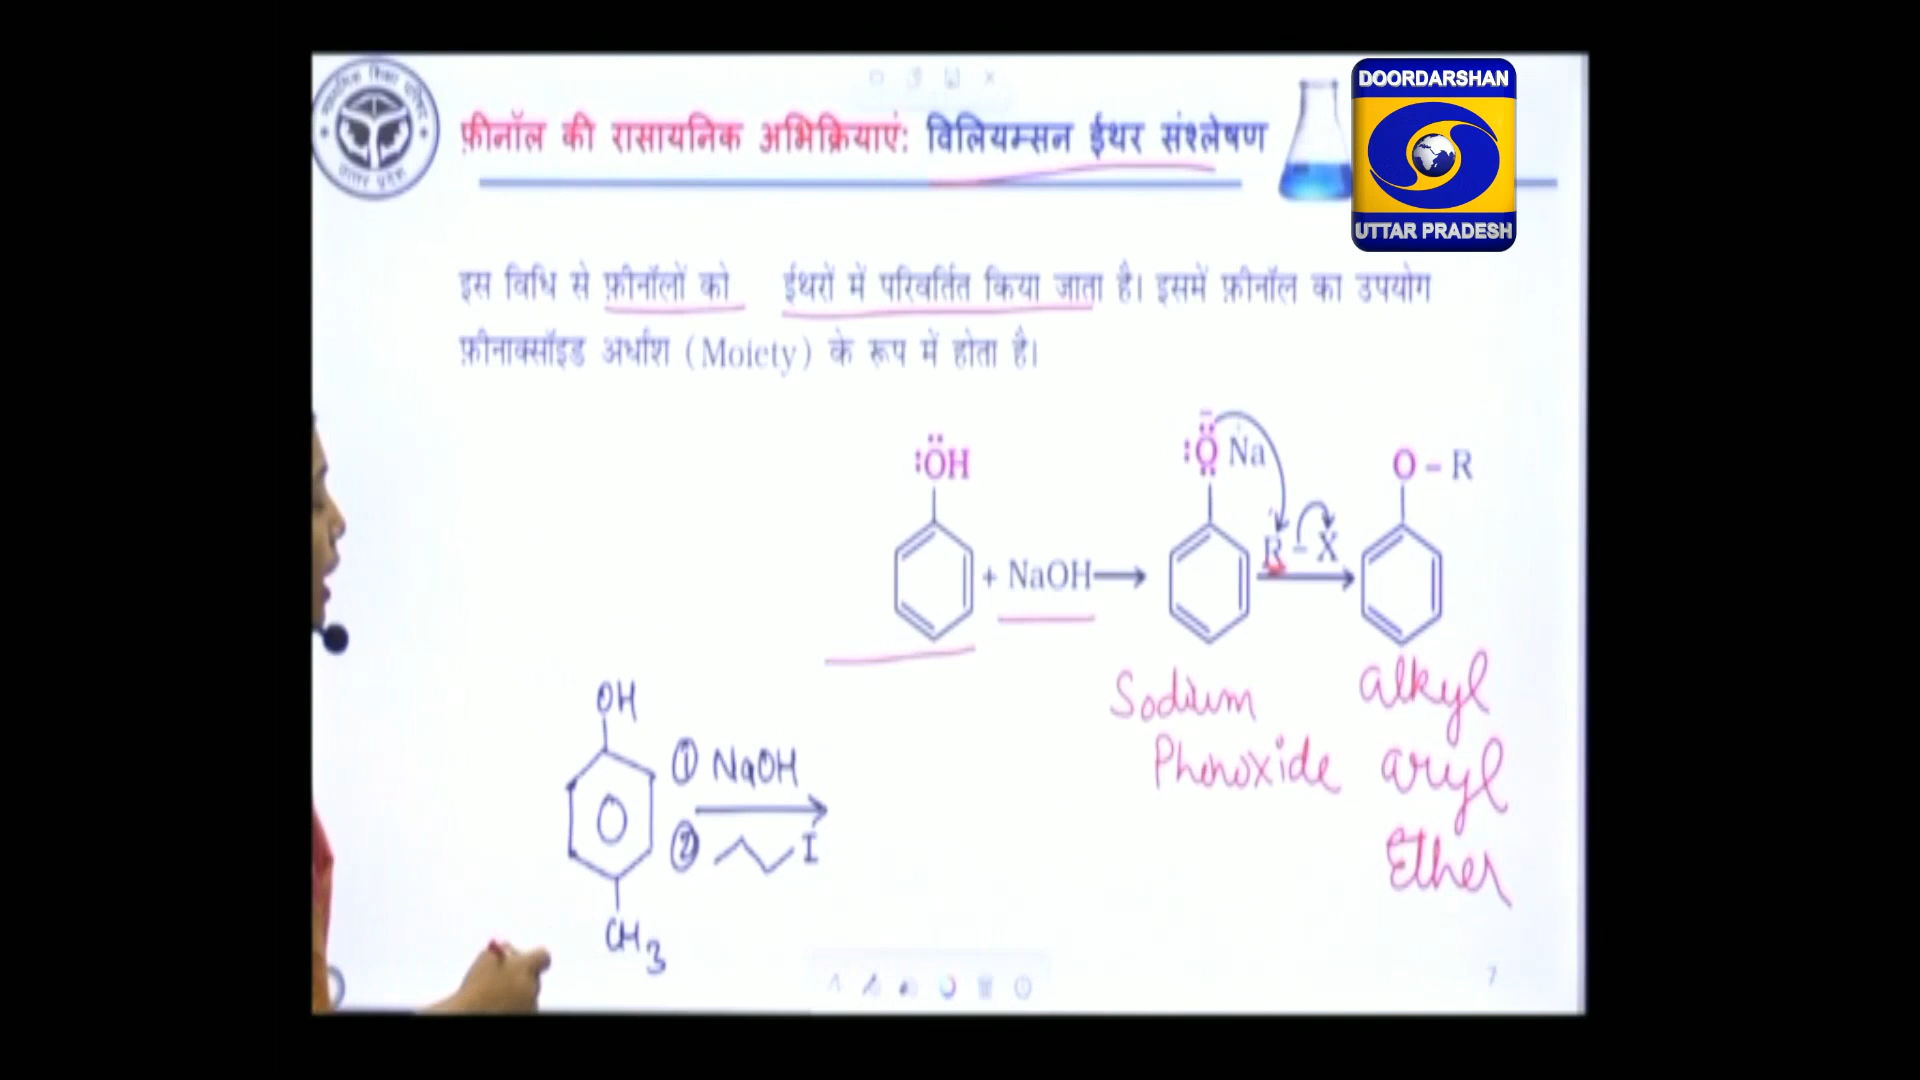 DOORDARSHAN
UTTAR PRADESH
फ़ीनॉल की रासायनिक अभिक्रियाएं: विलियम्सन ईथर संश्लेषण
इस विधि से फ़ीनॉलों को ईथरों में परिवर्तित किया जाता है। इसमें फ़ीनॉल का उपयोग
फ़ीनाक्सॉइड अर्धांश (Moiety) के रूप में होता है।
:ÖH
:Ö Na
O - R
+ NaOH
R - X
Sodium
Phenoxide
alkyl
aryl
Ether
OH
① NaOH
② I
CH3
7